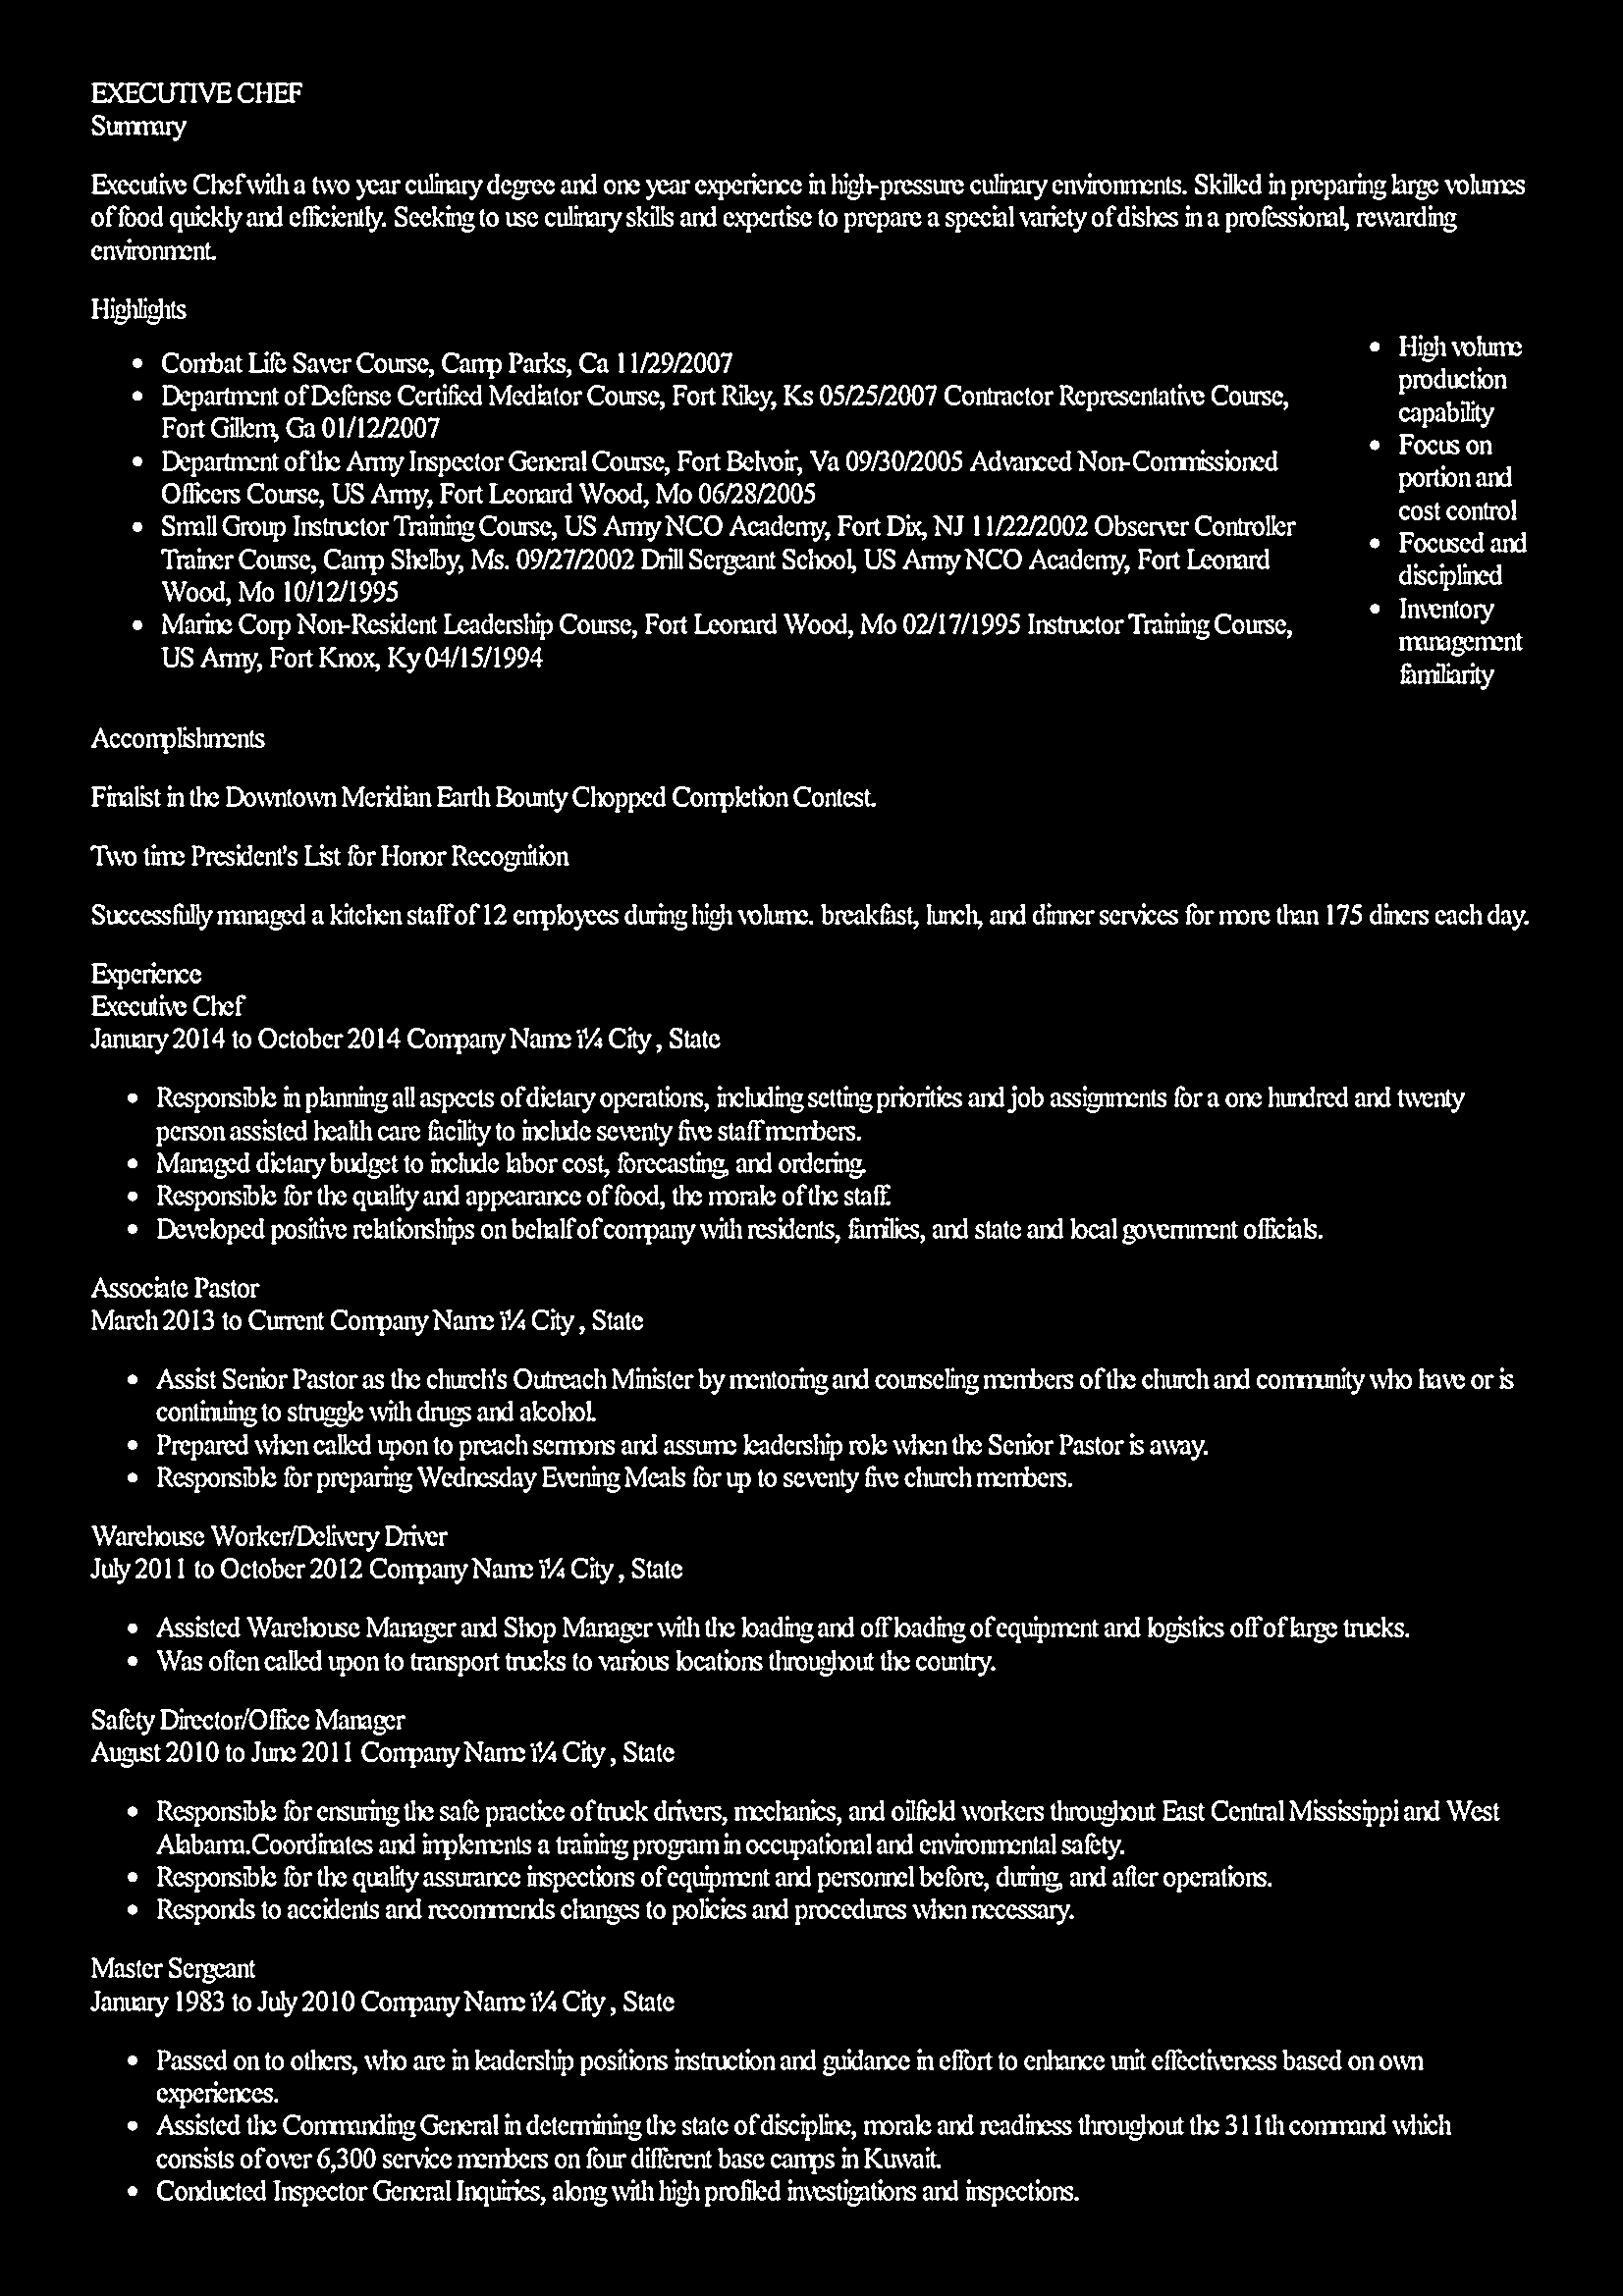 EXECUTIVE CHEF
Summary
Executive Chef with a two year culinary degree and one year experience in high-pressure culinary environments. Skilled in preparing large volumes
of food quickly and efficiently. Seeking to use culinary skills and expertise to prepare a special variety of dishes in a professional, rewarding
environment.
Highlights
• Combat Life Saver Course, Camp Parks, Ca 11/29/2007
• Department of Defense Certified Mediator Course, Fort Riley, Ks 05/25/2007 Contractor Representative Course,
Fort Gillem, Ga 01/12/2007
• Department of the Army Inspector General Course, Fort Belvoir, Va 09/30/2005 Advanced Non-Commissioned
Officers Course, US Army, Fort Leonard Wood, Mo 06/28/2005
• Small Group Instructor Training Course, US Army NCO Academy, Fort Dix, NJ 11/22/2002 Observer Controller
Trainer Course, Camp Shelby, Ms. 09/27/2002 Drill Sergeant School, US Army NCO Academy, Fort Leonard
Wood, Mo 10/12/1995
• Marine Corp Non-Resident Leadership Course, Fort Leonard Wood, Mo 02/17/1995 Instructor Training Course,
US Army, Fort Knox, Ky 04/15/1994
• High volume
production
capability
• Focus on
portion and
cost control
• Focused and
disciplined
• Inventory
management
familiarity
Accomplishments
Finalist in the Downtown Meridian Earth Bounty Chopped Completion Contest.
Two time President's List for Honor Recognition
Successfully managed a kitchen staff of 12 employees during high volume. breakfast, lunch, and dinner services for more than 175 diners each day.
Experience
Executive Chef
January 2014 to October 2014 Company Name ï¼ City , State
• Responsible in planning all aspects of dietary operations, including setting priorities and job assignments for a one hundred and twenty
person assisted health care facility to include seventy five staff members.
• Managed dietary budget to include labor cost, forecasting, and ordering.
• Responsible for the quality and appearance of food, the morale of the staff.
• Developed positive relationships on behalf of company with residents, families, and state and local government officials.
Associate Pastor
March 2013 to Current Company Name ï¼ City , State
• Assist Senior Pastor as the church's Outreach Minister by mentoring and counseling members of the church and community who have or is
continuing to struggle with drugs and alcohol.
• Prepared when called upon to preach sermons and assume leadership role when the Senior Pastor is away.
• Responsible for preparing Wednesday Evening Meals for up to seventy five church members.
Warehouse Worker/Delivery Driver
July 2011 to October 2012 Company Name ï¼ City , State
• Assisted Warehouse Manager and Shop Manager with the loading and off loading of equipment and logistics off of large trucks.
• Was often called upon to transport trucks to various locations throughout the country.
Safety Director/Office Manager
August 2010 to June 2011 Company Name ï¼ City , State
• Responsible for ensuring the safe practice of truck drivers, mechanics, and oilfield workers throughout East Central Mississippi and West
Alabama.Coordinates and implements a training program in occupational and environmental safety.
• Responsible for the quality assurance inspections of equipment and personnel before, during, and after operations.
• Responds to accidents and recommends changes to policies and procedures when necessary.
Master Sergeant
January 1983 to July 2010 Company Name ï¼ City , State
• Passed on to others, who are in leadership positions instruction and guidance in effort to enhance unit effectiveness based on own
experiences.
• Assisted the Commanding General in determining the state of discipline, morale and readiness throughout the 311th command which
consists of over 6,300 service members on four different base camps in Kuwait.
• Conducted Inspector General Inquiries, along with high profiled investigations and inspections.